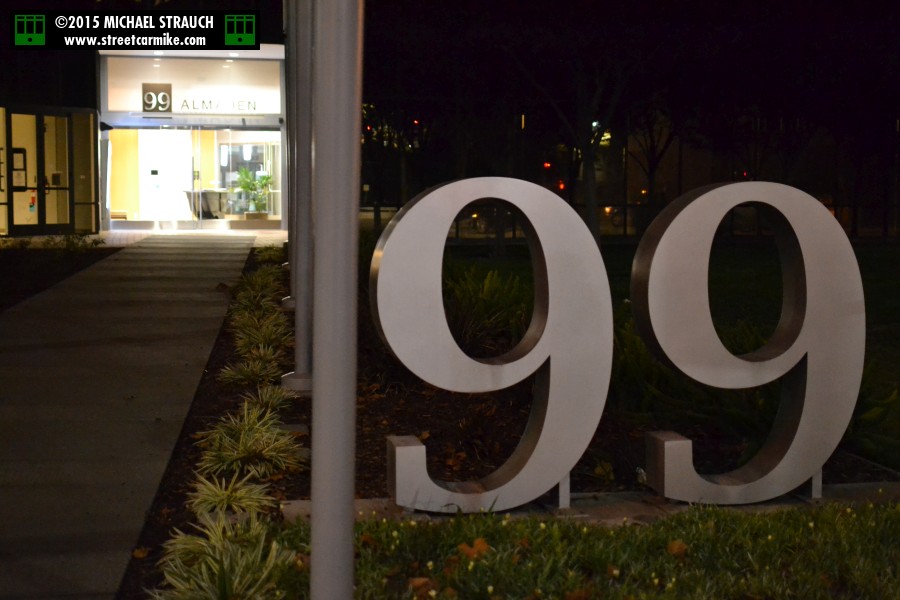 ©2015 MICHAEL STRAUCH
www.streetcarmike.com
99 ALMADEN
99